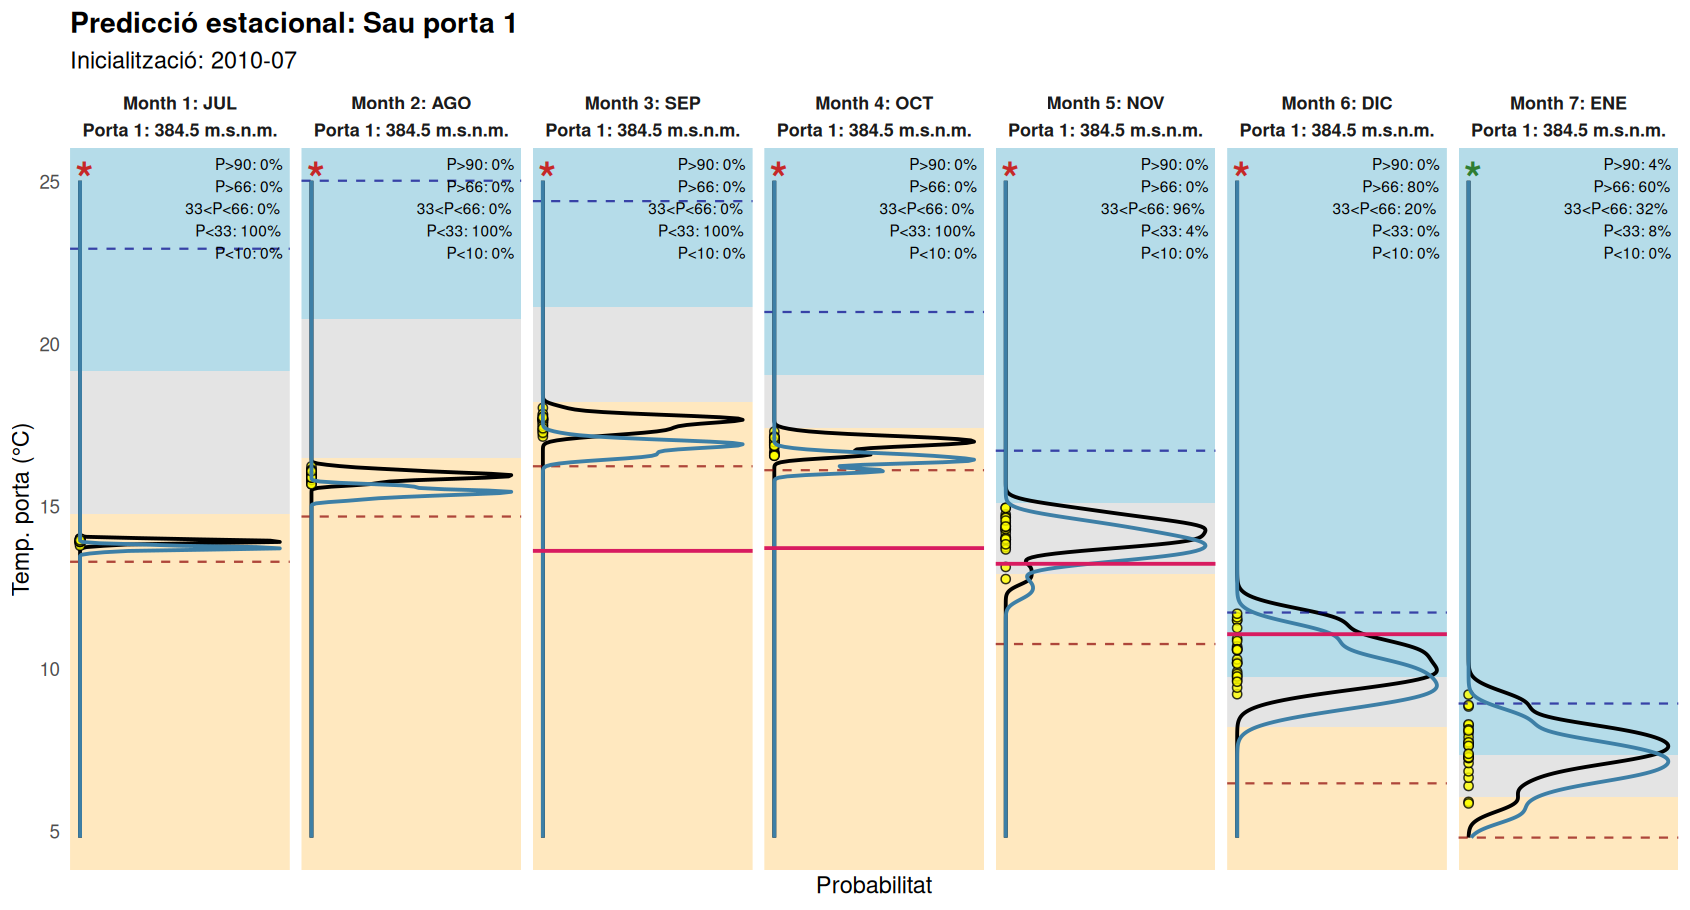 Predicció estacional: Sau porta 1
Inicialització: 2010-07
Month 1: JUL
Porta 1: 384.5 m.s.n.m.
Month 2: AGO
Porta 1: 384.5 m.s.n.m.
Month 3: SEP
Porta 1: 384.5 m.s.n.m.
Month 4: OCT
Porta 1: 384.5 m.s.n.m.
Month 5: NOV
Porta 1: 384.5 m.s.n.m.
Month 6: DIC
Porta 1: 384.5 m.s.n.m.
Month 7: ENE
Porta 1: 384.5 m.s.n.m.
*
P>90: 0%
P>66: 0%
33<P<66: 0%
P<33: 100%
P<10: 0%
*
P>90: 0%
P>66: 0%
33<P<66: 0%
P<33: 100%
P<10: 0%
*
P>90: 0%
P>66: 0%
33<P<66: 0%
P<33: 100%
P<10: 0%
*
P>90: 0%
P>66: 0%
33<P<66: 0%
P<33: 100%
P<10: 0%
*
P>90: 0%
P>66: 0%
33<P<66: 96%
P<33: 4%
P<10: 0%
*
P>90: 0%
P>66: 80%
33<P<66: 20%
P<33: 0%
P<10: 0%
*
P>90: 4%
P>66: 60%
33<P<66: 32%
P<33: 8%
P<10: 0%
25
20
15
10
5
Temp. porta (°C)
Probabilitat